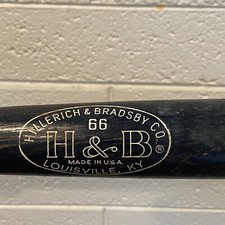 HILLERICH & BRADSBY CO.
66
H & B ®
MADE IN U.S.A.
LOUISVILLE, KY